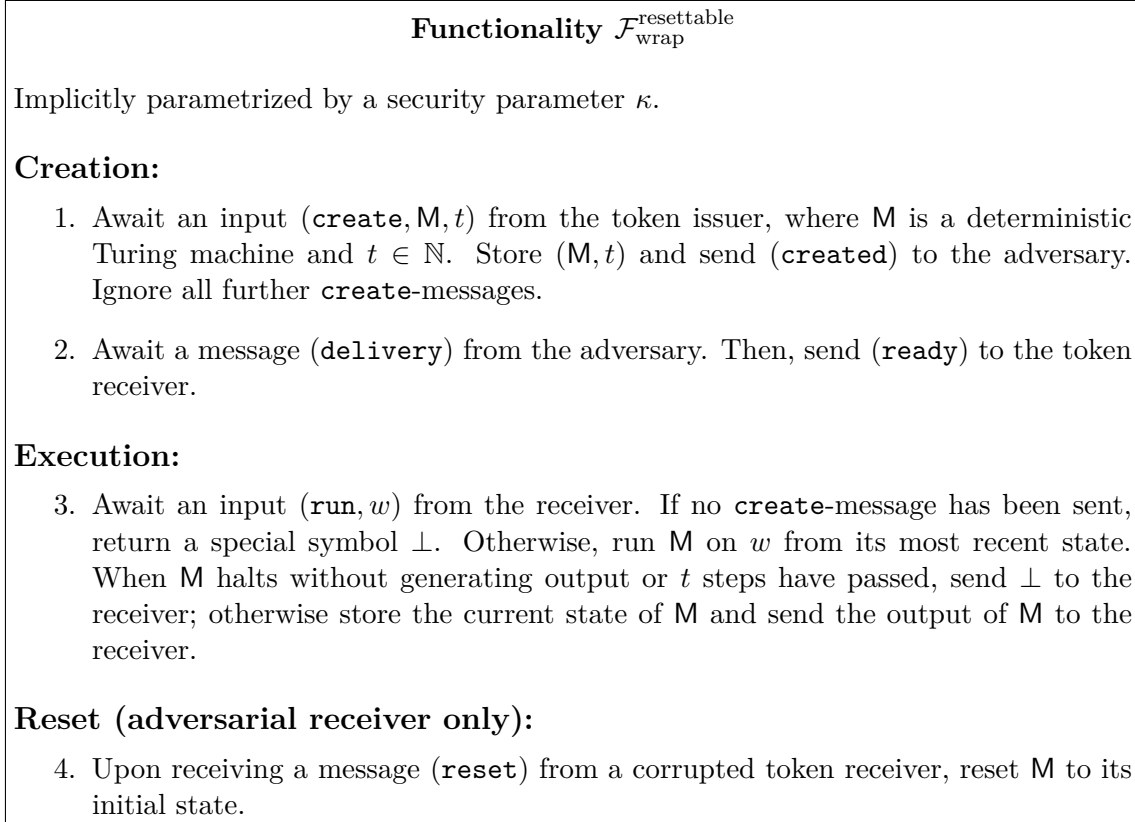 Functionality $\mathcal{F}_{\text{wrap}}^{\text{resettable}}$
Implicitly parametrized by a security parameter κ.
Creation:
1. Await an input (create, M, t) from the token issuer, where M is a deterministic
Turing machine and t ∈ ℕ. Store (M, t) and send (created) to the adversary.
Ignore all further create-messages.
2. Await a message (delivery) from the adversary. Then, send (ready) to the token
receiver.
Execution:
3. Await an input (run, w) from the receiver. If no create-message has been sent,
return a special symbol ⊥. Otherwise, run M on w from its most recent state.
When M halts without generating output or t steps have passed, send ⊥ to the
receiver; otherwise store the current state of M and send the output of M to the
receiver.
Reset (adversarial receiver only):
4. Upon receiving a message (reset) from a corrupted token receiver, reset M to its
initial state.